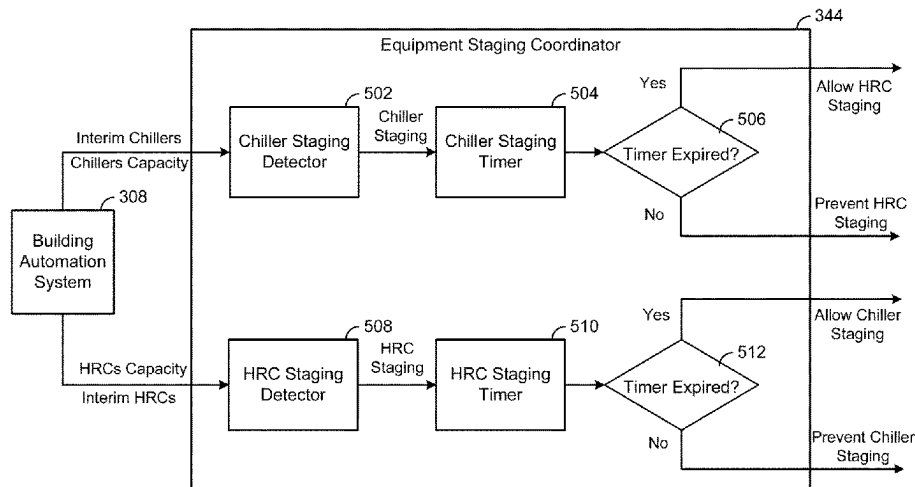 344
Equipment Staging Coordinator
Yes
Allow HRC
Staging
502
504
506
Interim Chillers
Chillers Capacity
Chiller Staging
Detector
Chiller
Staging
Chiller Staging
Timer
Timer Expired?
No
Prevent HRC
Staging
308
Building
Automation
System
Yes
Allow Chiller
Staging
508
510
512
HRCs Capacity
Interim HRCs
HRC Staging
Detector
HRC
Staging
HRC Staging
Timer
Timer Expired?
No
Prevent Chiller
Staging